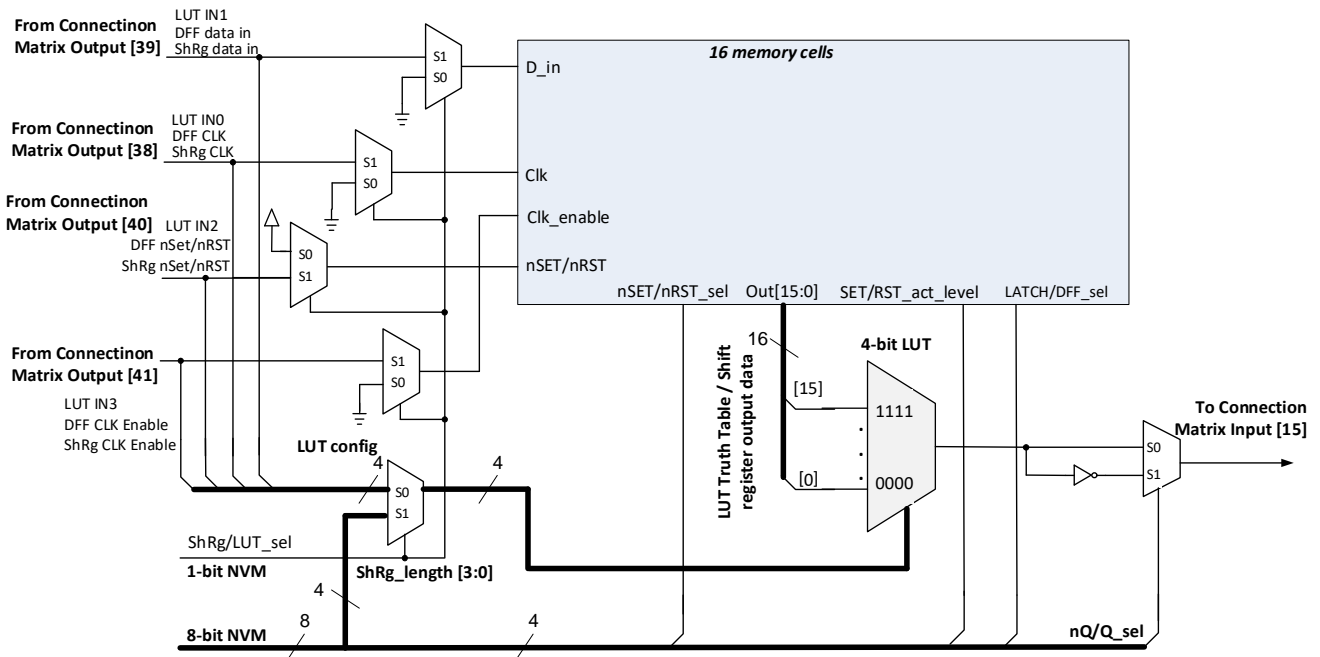 LUT IN1
From Connectinon
DFF data in
Matrix Output [39]
ShRg data in
S1
S0
16 memory cells
D_in
From Connectinon
Matrix Output [38]
LUT IN0
DFF CLK
ShRg CLK
S1
S0
Clk
From Connectinon
Matrix Output [40]
LUT IN2
DFF nSet/nRST
ShRg nSet/nRST
S0
S1
Clk_enable
nSET/nRST
nSET/nRST_sel
Out[15:0]
SET/RST_act_level
LATCH/DFF_sel
From Connectinon
Matrix Output [41]
LUT IN3
DFF CLK Enable
ShRg CLK Enable
S1
S0
16
LUT Truth Table / Shift
register output data
4-bit LUT
[15]
1111
[0]
0000
To Connection
Matrix Input [15]
S0
S1
LUT config
4
4
S0
S1
ShRg/LUT_sel
1-bit NVM
ShRg_length [3:0]
4
8-bit NVM
8
4
nQ/Q_sel